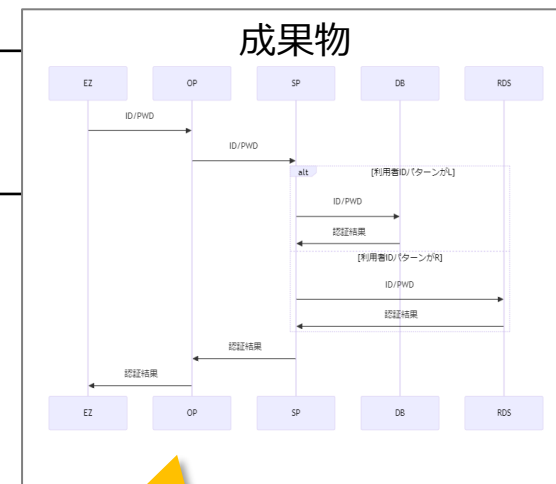 成果物
EZ OP SP DB RDS
ID/PWD
ID/PWD
alt [利用者IDパターンがL]
ID/PWD
認証結果
[利用者IDパターンがR]
ID/PWD
認証結果
認証結果
認証結果
EZ OP SP DB RDS